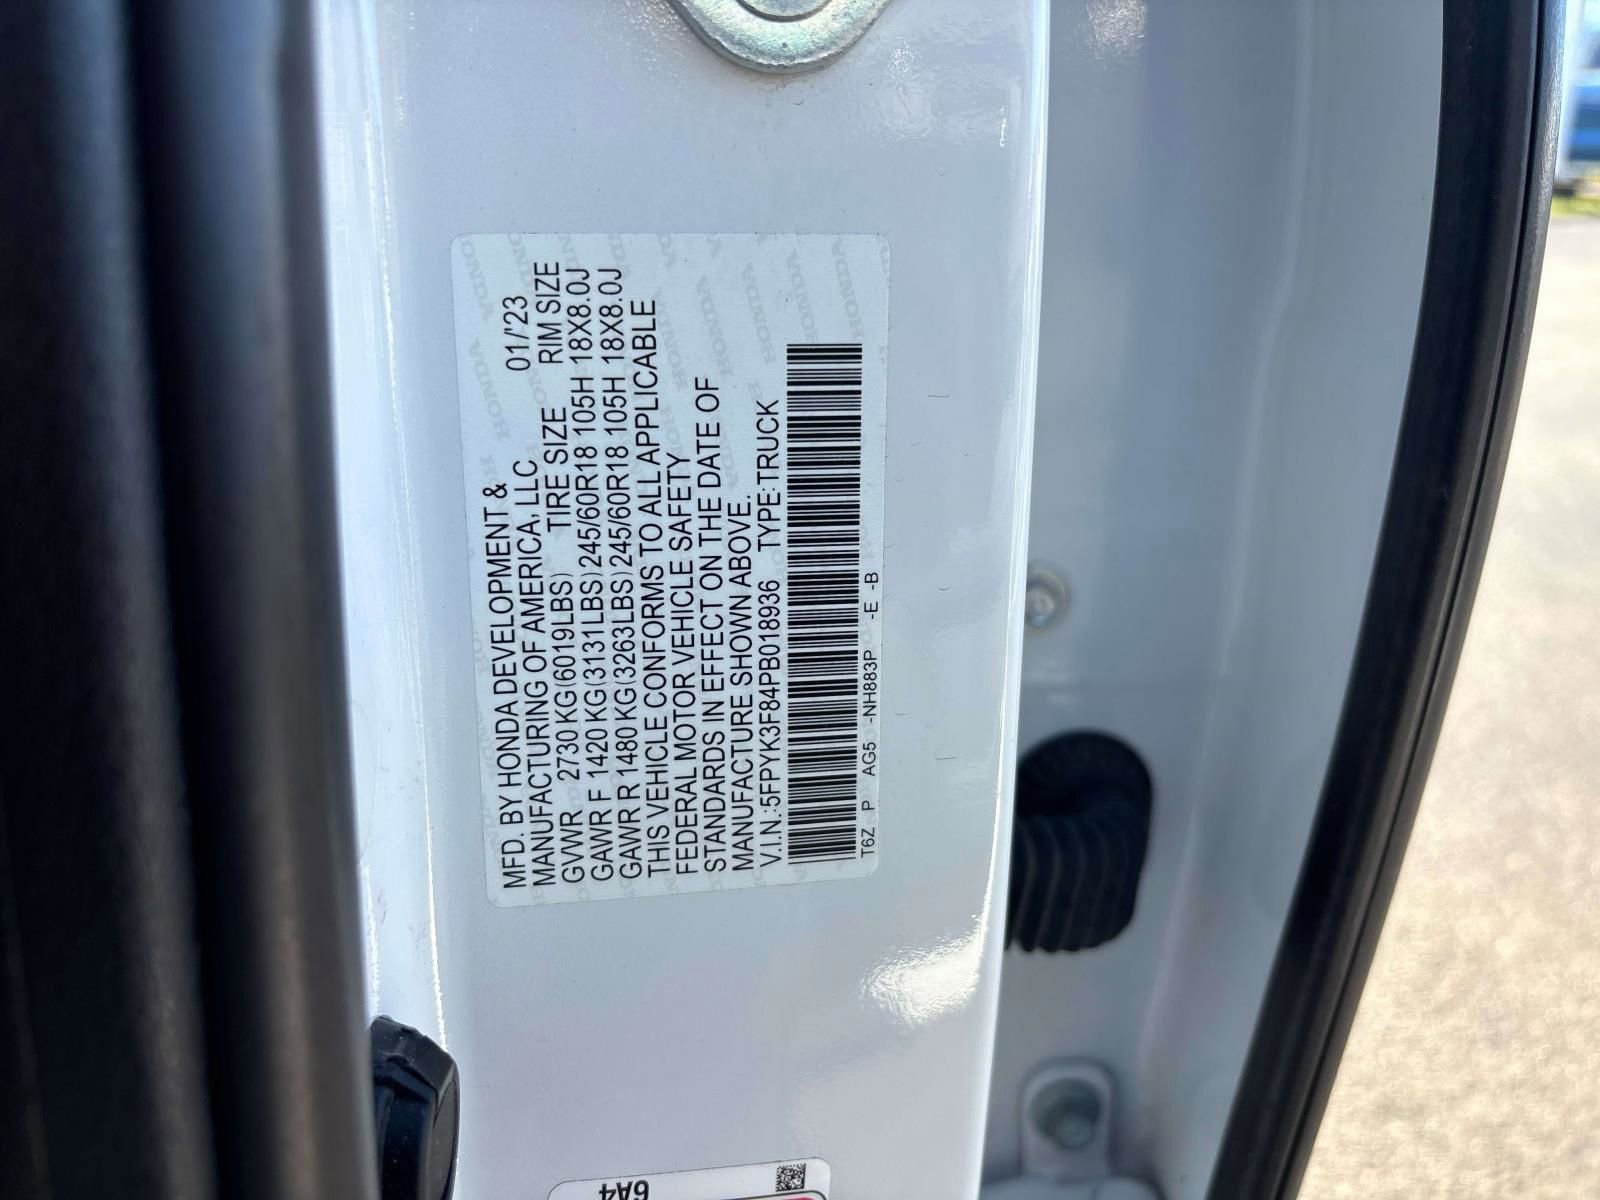 MFD. BY HONDA DEVELOPMENT &
MANUFACTURING OF AMERICA, LLC 01/'23
GVWR 2730 KG(6019LBS) TIRE SIZE RIM SIZE
GAWR F 1420 KG(3131LBS)245/60R18 105H 18X8.0J
GAWR R 1480 KG(3263LBS)245/60R18 105H 18X8.0J
THIS VEHICLE CONFORMS TO ALL APPLICABLE
FEDERAL MOTOR VEHICLE SAFETY
STANDARDS IN EFFECT ON THE DATE OF
MANUFACTURE SHOWN ABOVE.
V.I.N.:5FPYK3F84PB018936 TYPE:TRUCK
T6Z P AG5 -NH883P -E -B
6A4